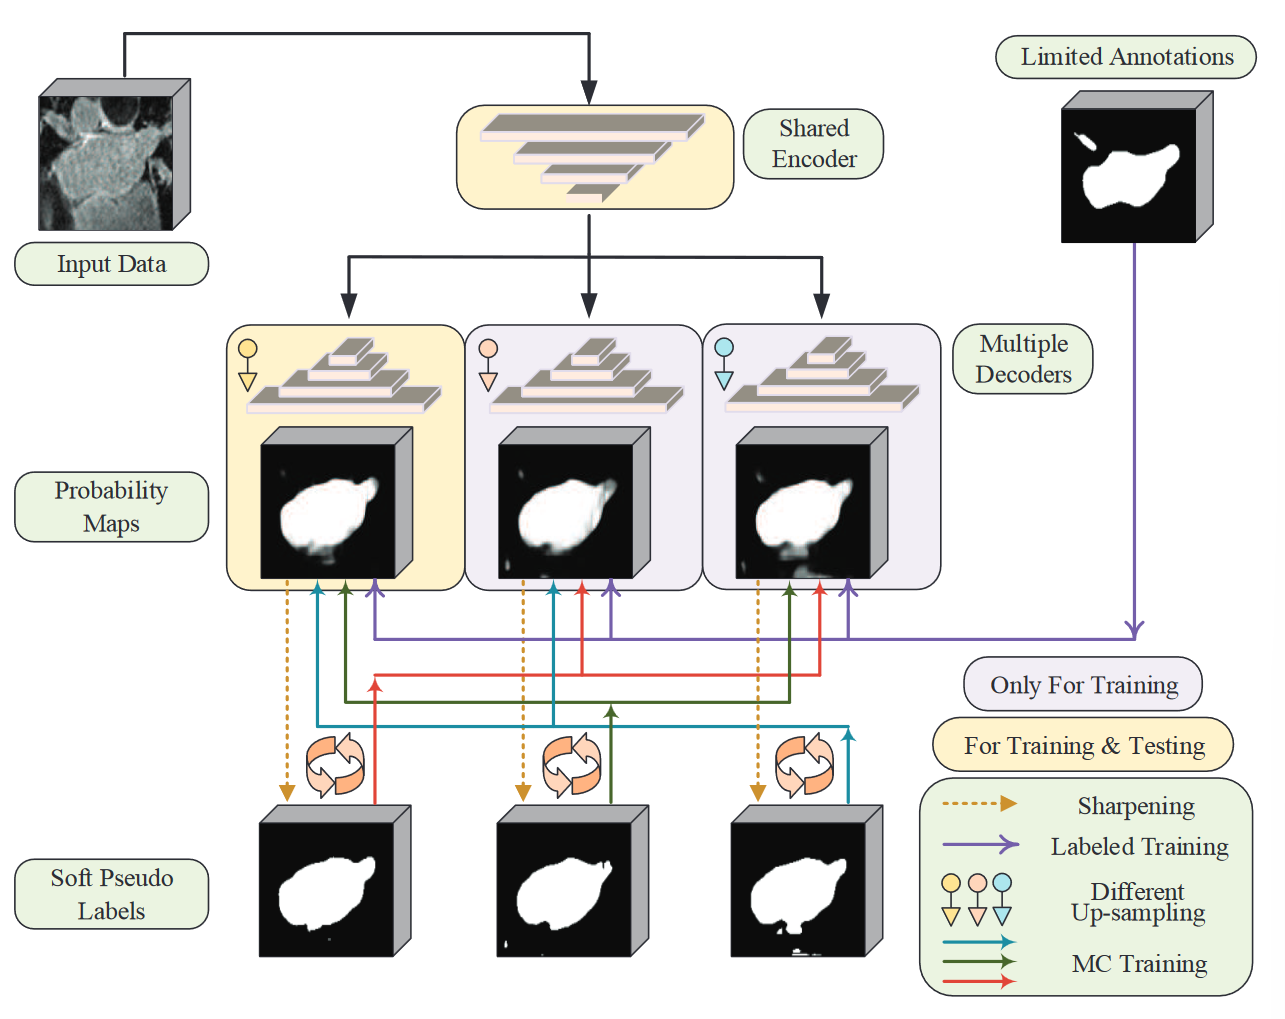 Limited Annotations
Shared
Encoder
Input Data
Multiple
Decoders
Probability
Maps
Only For Training
For Training & Testing
Sharpening
Labeled Training
Different
Up-sampling
MC Training
Soft Pseudo
Labels